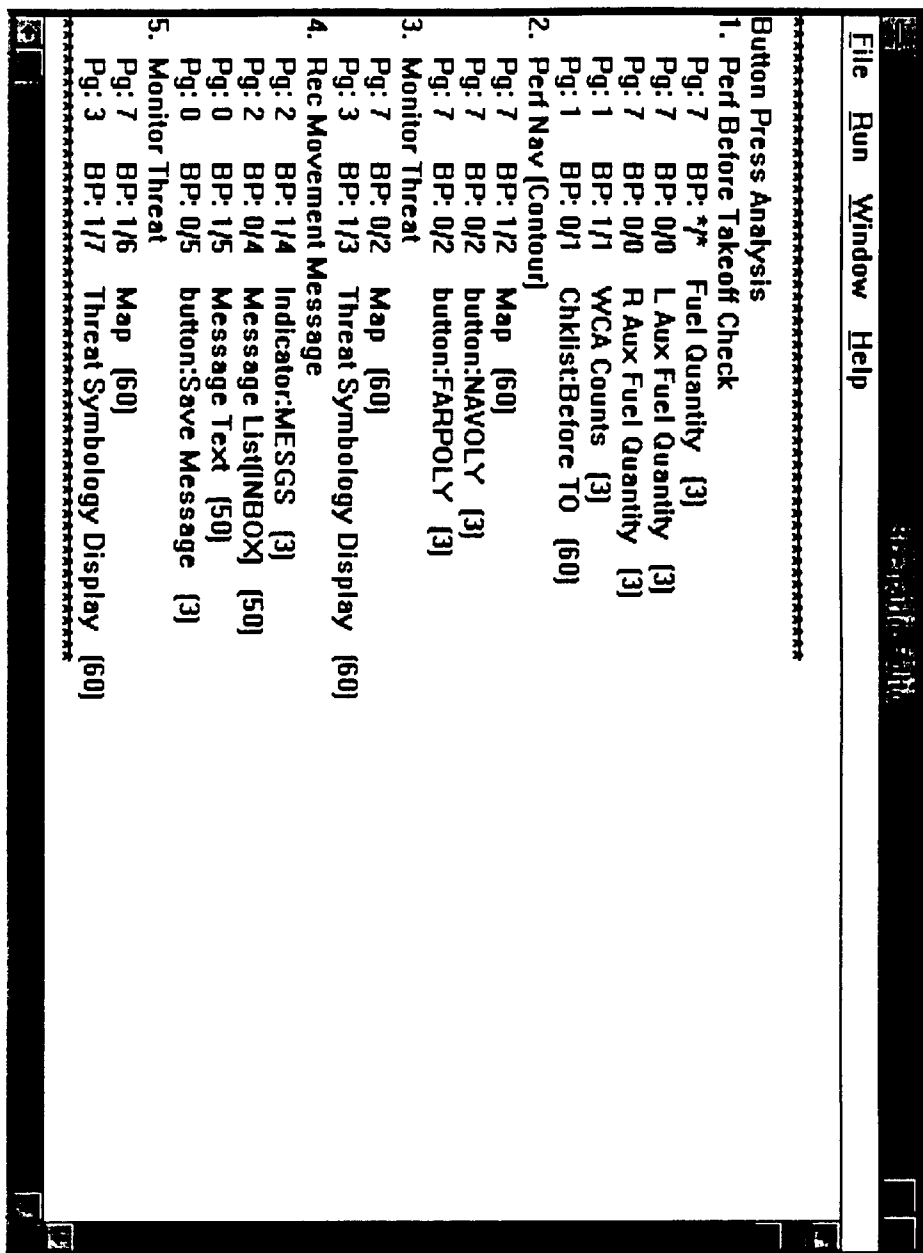 File Run Window Help
************************************************************
Button Press Analysis
1. Perf Before Takeoff Check
Pg: 7 BP: */* Fuel Quantity (3)
Pg: 7 BP: 0/0 L Aux Fuel Quantity (3)
Pg: 7 BP: 0/0 R Aux Fuel Quantity (3)
Pg: 1 BP: 1/1 WCA Counts (3)
Pg: 1 BP: 0/1 Chklist:Before TO (60)
2. Perf Nav (Contour)
Pg: 7 BP: 1/2 Map (60)
Pg: 7 BP: 0/2 button:NAVOLY (3)
Pg: 7 BP: 0/2 button:FARPOLY (3)
3. Monitor Threat
Pg: 7 BP: 0/2 Map (60)
Pg: 3 BP: 1/3 Threat Symbology Display (60)
4. Rec Movement Message
Pg: 2 BP: 1/4 Indicator:MESGS (3)
Pg: 2 BP: 0/4 Message List(INBOX) (50)
Pg: 0 BP: 1/5 Message Text (50)
Pg: 0 BP: 0/5 button:Save Message (3)
5. Monitor Threat
Pg: 7 BP: 1/6 Map (60)
Pg: 3 BP: 1/7 Threat Symbology Display (60)
************************************************************